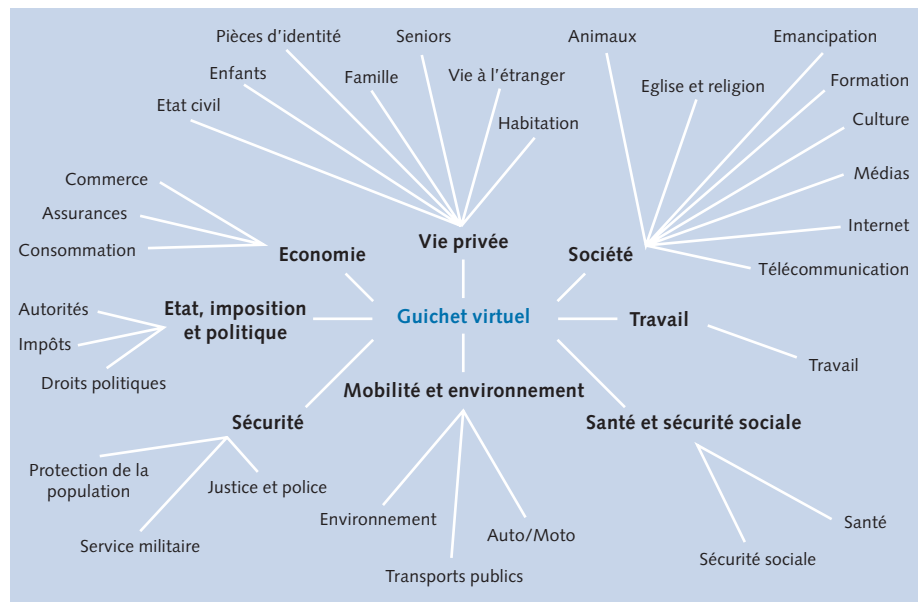 Pièces d'identité
Seniors
Animaux
Emancipation
Enfants
Famille
Vie à l'étranger
Eglise et religion
Formation
Etat civil
Habitation
Culture
Commerce
Médias
Assurances
Internet
Consommation
Economie
Vie privée
Société
Télécommunication
Autorités
Etat, imposition
et politique
Guichet virtuel
Travail
Impôts
Travail
Droits politiques
Mobilité et environnement
Sécurité
Santé et sécurité sociale
Protection de la
population
Justice et police
Environnement
Santé
Service militaire
Auto/Moto
Sécurité sociale
Transports publics